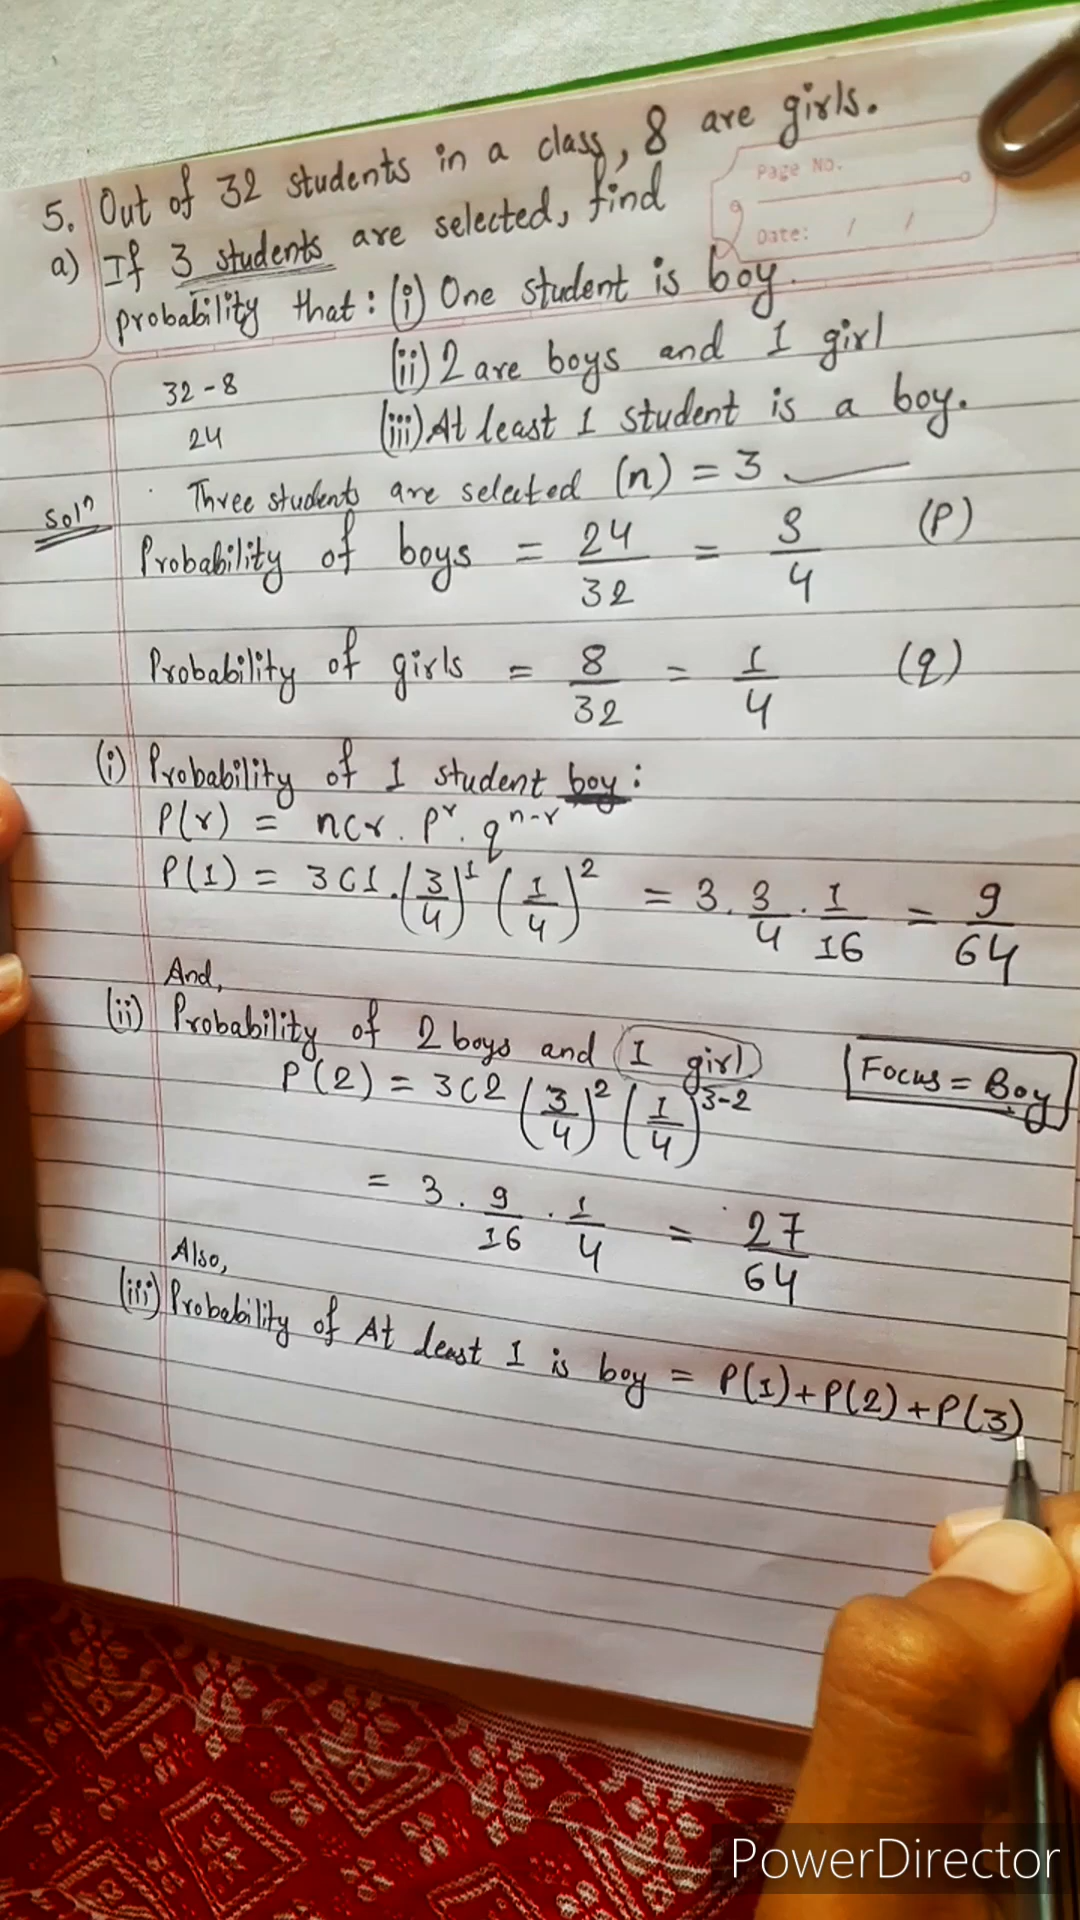 5. Out of 32 students in a class, 8 are girls.
Page No.
Date: / /
a) If 3 students are selected, find
probability that: (i) One student is boy.
32-8 (ii) 2 are boys and 1 girl
24 (iii) At least 1 student is a boy.
Soln Three students are selected (n) = 3
Probability of boys = 24/32 = 3/4 (P)
Probability of girls = 8/32 = 1/4 (q)
(i) Probability of 1 student boy:
P(r) = nCr. P^r. q^n-r
P(1) = 3C1.(3/4)^1 (1/4)^2 = 3.3/4.1/16 = 9/64
And,
(ii) Probability of 2 boys and 1 girl
Focus = Boy
P(2) = 3C2 (3/4)^2 (1/4)^3-2
= 3.9/16.1/4 = 27/64
Also,
(iii) Probability of At least 1 is boy = P(1)+P(2)+P(3)
PowerDirector